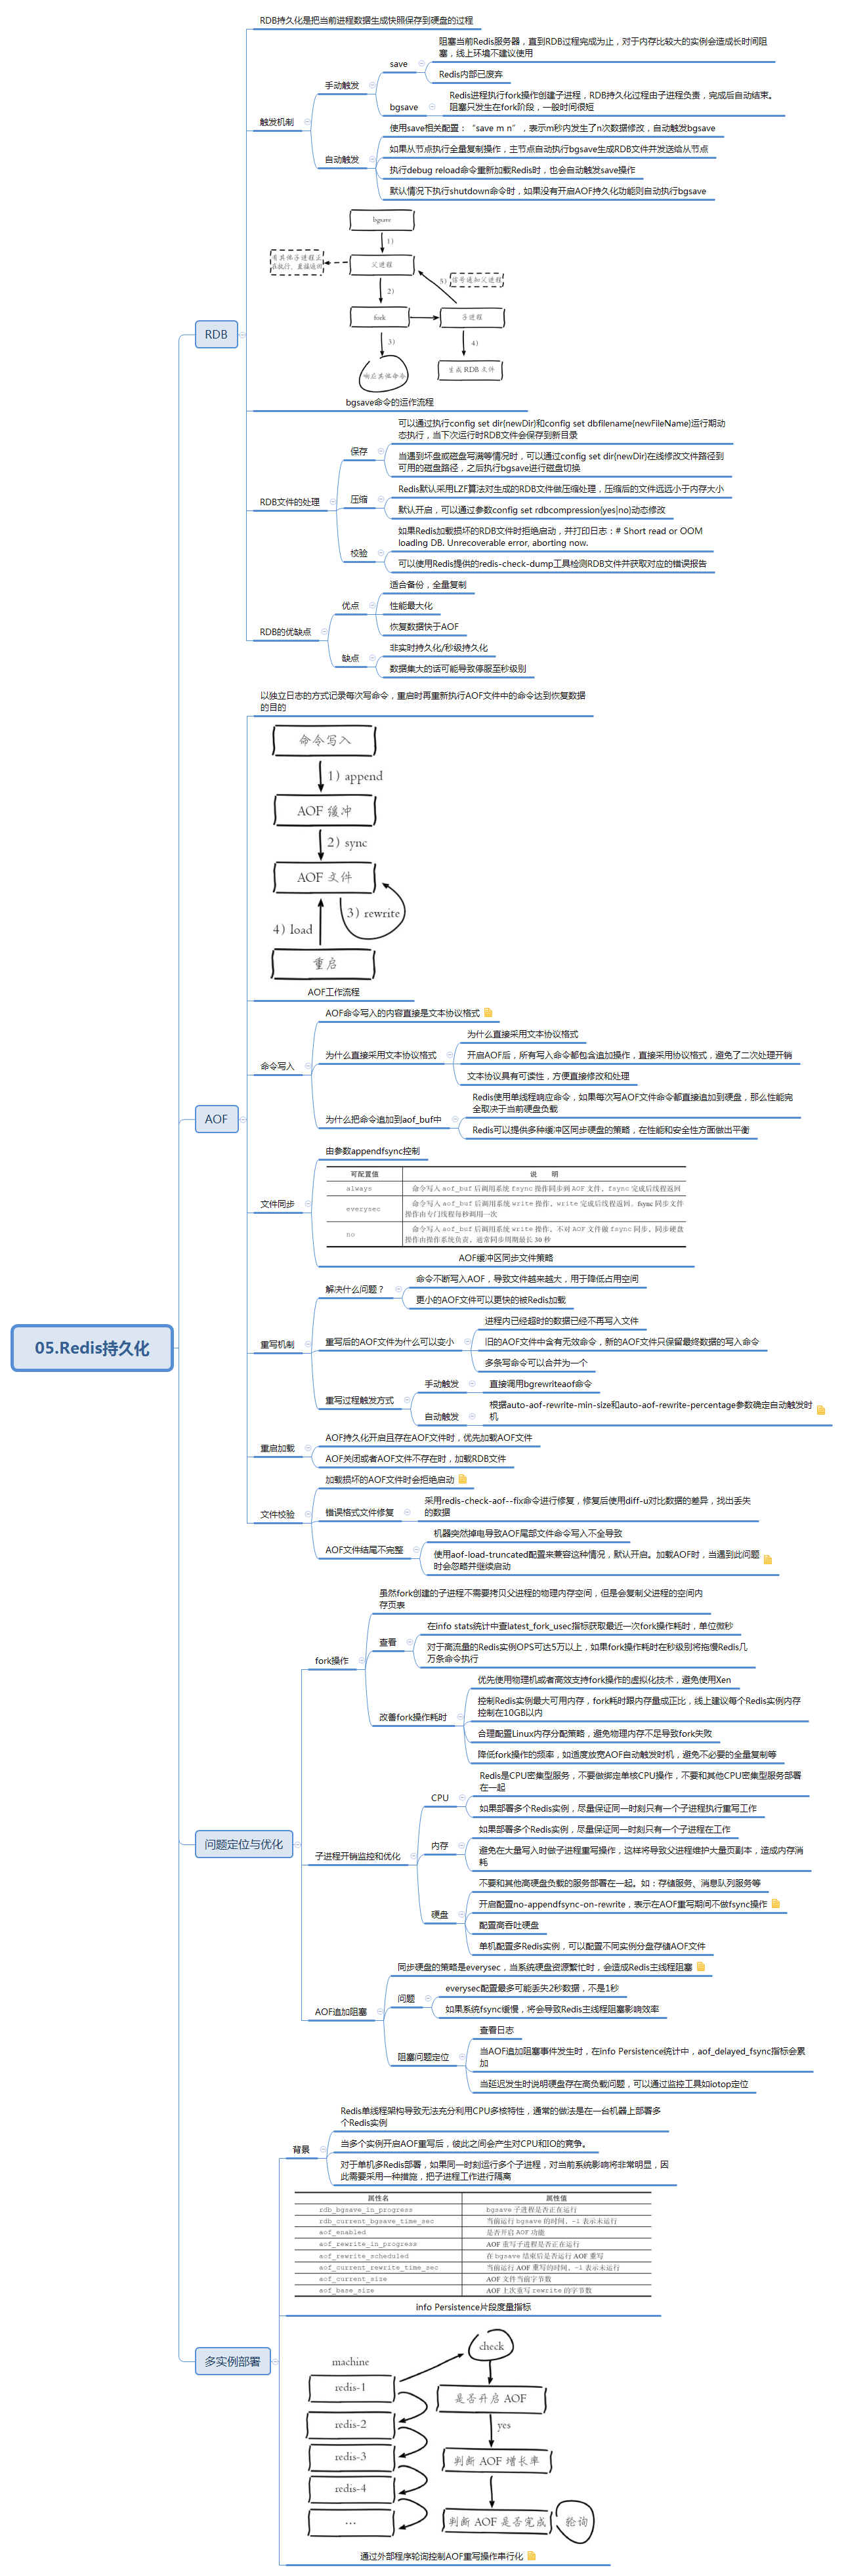 05.Redis持久化
RDB
RDB持久化是把当前进程数据生成快照保存到硬盘的过程
触发机制
手动触发
save
阻塞当前Redis服务器，直到RDB过程完成为止，对于内存比较大的实例会造成长时间阻
塞，线上环境不建议使用
Redis内部已废弃
bgsave
Redis进程执行fork操作创建子进程，RDB持久化过程由子进程负责，完成后自动结束。
阻塞只发生在fork阶段，一般时间很短
自动触发
使用save相关配置：“save m n”，表示m秒内发生了n次数据修改，自动触发bgsave
如果从节点执行全量复制操作，主节点自动执行bgsave生成RDB文件并发送给从节点
执行debug reload命令重新加载Redis时，也会自动触发save操作
默认情况下执行shutdown命令时，如果没有开启AOF持久化功能则自动执行bgsave
bgsave
1）
有其他子进程正
在执行，直接返回
父进程
2）
5）
信号通知父进程
fork
子进程
3）
4）
响应其他命令
生成 RDB 文件
bgsave命令的运作流程
RDB文件的处理
保存
可以通过执行config set dir{newDir}和config set dbfilename{newFileName}运行期动
态执行，当下次运行时RDB文件会保存到新目录
当遇到坏盘或磁盘写满等情况时，可以通过config set dir{newDir}在线修改文件路径到
可用的磁盘路径，之后执行bgsave进行磁盘切换
压缩
Redis默认采用LZF算法对生成的RDB文件做压缩处理，压缩后的文件远远小于内存大小
默认开启，可以通过参数config set rdbcompression{yes|no}动态修改
校验
如果Redis加载损坏的RDB文件时拒绝启动，并打印日志：# Short read or OOM
loading DB. Unrecoverable error, aborting now.
可以使用Redis提供的redis-check-dump工具检测RDB文件并获取对应的错误报告
RDB的优缺点
优点
适合备份，全量复制
性能最大化
恢复数据快于AOF
缺点
非实时持久化/秒级持久化
数据集大的话可能导致停服至秒级别
AOF
以独立日志的方式记录每次写命令，重启时再重新执行AOF文件中的命令达到恢复数据
的目的
命令写入
1）append
AOF 缓冲
2）sync
AOF 文件
3）rewrite
4）load
重启
AOF工作流程
命令写入
AOF命令写入的内容直接是文本协议格式
为什么直接采用文本协议格式
为什么直接采用文本协议格式
开启AOF后，所有写入命令都包含追加操作，直接采用协议格式，避免了二次处理开销
文本协议具有可读性，方便直接修改和处理
为什么把命令追加到aof_buf中
Redis使用单线程响应命令，如果每次写AOF文件命令都直接追加到硬盘，那么性能完
全取决于当前硬盘负载
Redis可以提供多种缓冲区同步硬盘的策略，在性能和安全性方面做出平衡
文件同步
由参数appendfsync控制
可配置值 说 明
always 命令写入 aof_buf 后调用系统 fsync 操作同步到 AOF 文件，fsync 完成后线程返回
everysec 命令写入 aof_buf 后调用系统 write 操作，write 完成后线程返回。fsync 同步文件
操作由专门线程每秒调用一次
no 命令写入 aof_buf 后调用系统 write 操作，不对 AOF 文件做 fsync 同步，同步硬盘
操作由操作系统负责，通常同步周期最长 30 秒
AOF缓冲区同步文件策略
重写机制
解决什么问题？
命令不断写入AOF，导致文件越来越大，用于降低占用空间
更小的AOF文件可以更快的被Redis加载
重写后的AOF文件为什么可以变小
进程内已经超时的数据已经不再写入文件
旧的AOF文件中含有无效命令，新的AOF文件只保留最终数据的写入命令
多条写命令可以合并为一个
重写过程触发方式
手动触发
直接调用bgrewriteaof命令
自动触发
根据auto-aof-rewrite-min-size和auto-aof-rewrite-percentage参数确定自动触发时
机
重启加载
AOF持久化开启且存在AOF文件时，优先加载AOF文件
AOF关闭或者AOF文件不存在时，加载RDB文件
文件校验
加载损坏的AOF文件时会拒绝启动
错误格式文件修复
采用redis-check-aof--fix命令进行修复，修复后使用diff-u对比数据的差异，找出丢失
的数据
AOF文件结尾不完整
机器突然掉电导致AOF尾部文件命令写入不全导致
使用aof-load-truncated配置来兼容这种情况，默认开启。加载AOF时，当遇到此问题
时会忽略并继续启动
问题定位与优化
fork操作
虽然fork创建的子进程不需要拷贝父进程的物理内存空间，但是会复制父进程的空间内
存页表
查看
在info stats统计中查latest_fork_usec指标获取最近一次fork操作耗时，单位微秒
对于高流量的Redis实例OPS可达5万以上，如果fork操作耗时在秒级别将拖慢Redis几
万条命令执行
改善fork操作耗时
优先使用物理机或者高效支持fork操作的虚拟化技术，避免使用Xen
控制Redis实例最大可用内存，fork耗时跟内存量成正比，线上建议每个Redis实例内存
控制在10GB以内
合理配置Linux内存分配策略，避免物理内存不足导致fork失败
降低fork操作的频率，如适度放宽AOF自动触发时机，避免不必要的全量复制等
子进程开销监控和优化
CPU
Redis是CPU密集型服务，不要做绑定单核CPU操作，不要和其他CPU密集型服务部署
在一起
如果部署多个Redis实例，尽量保证同一时刻只有一个子进程执行重写工作
内存
如果部署多个Redis实例，尽量保证同一时刻只有一个子进程在工作
避免在大量写入时做子进程重写操作，这样将导致父进程维护大量页副本，造成内存消
耗
硬盘
不要和其他高硬盘负载的服务部署在一起。如：存储服务、消息队列服务等
开启配置no-appendfsync-on-rewrite，表示在AOF重写期间不做fsync操作
配置高吞吐硬盘
单机配置多Redis实例，可以配置不同实例分盘存储AOF文件
AOF追加阻塞
同步硬盘的策略是everysec，当系统硬盘资源繁忙时，会造成Redis主线程阻塞
问题
everysec配置最多可能丢失2秒数据，不是1秒
如果系统fsync缓慢，将会导致Redis主线程阻塞影响效率
阻塞问题定位
查看日志
当AOF追加阻塞事件发生时，在info Persistence统计中，aof_delayed_fsync指标会累
加
当延迟发生时说明硬盘存在高负载问题，可以通过监控工具如iotop定位
多实例部署
背景
Redis单线程架构导致无法充分利用CPU多核特性，通常的做法是在一台机器上部署多
个Redis实例
当多个实例开启AOF重写后，彼此之间会产生对CPU和IO的竞争。
对于单机多Redis部署，如果同一时刻运行多个子进程，对当前系统影响将非常明显，因
此需要采用一种措施，把子进程工作进行隔离
属性名 属性值
rdb_bgsave_in_progress bgsave 子进程是否正在运行
rdb_current_bgsave_time_sec 当前运行 bgsave 的时间，-1 表示未运行
aof_enabled 是否开启 AOF 功能
aof_rewrite_in_progress AOF 重写子进程是否正在运行
aof_rewrite_scheduled 在 bgsave 结束后是否运行 AOF 重写
aof_current_rewrite_time_sec 当前运行 AOF 重写的时间，-1 表示未运行
aof_current_size AOF 文件当前字节数
aof_base_size AOF 上次重写 rewrite 的字节数
info Persistence片段度量指标
machine
check
redis-1
是否开启 AOF
redis-2
yes
redis-3
判断 AOF 增长率
redis-4
…
判断 AOF 是否完成
轮询
通过外部程序轮询控制AOF重写操作串行化